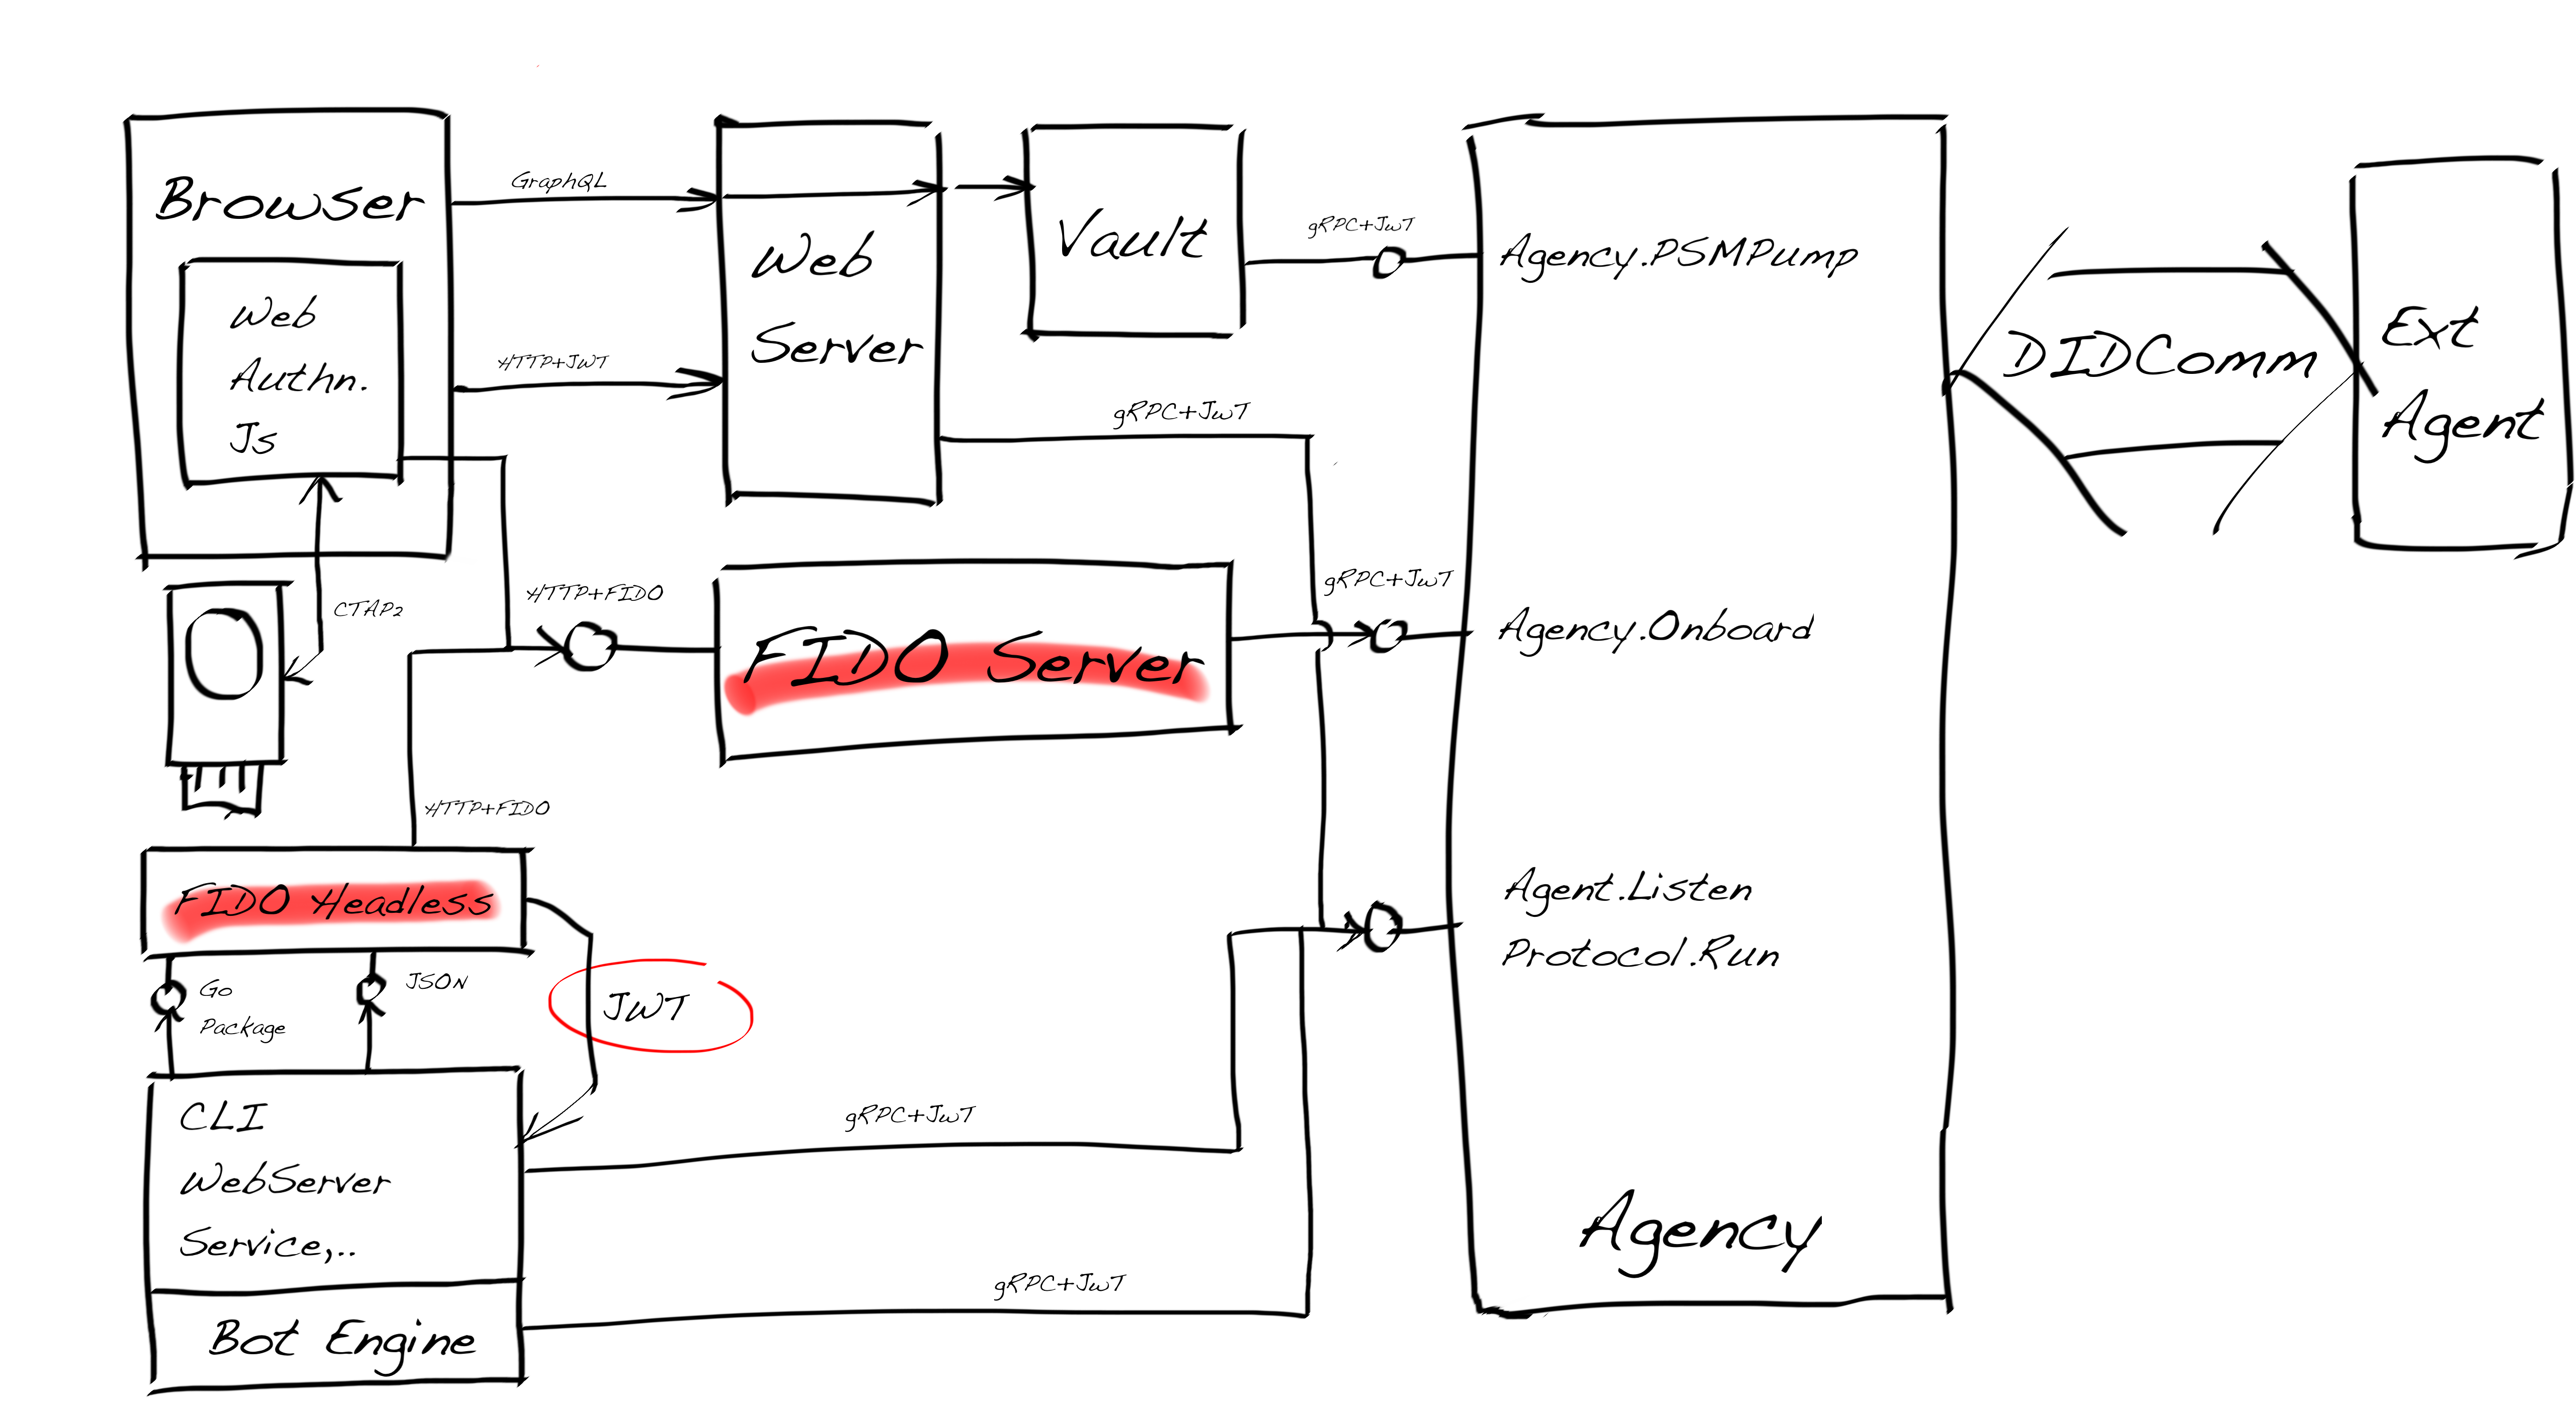 Browser
Web
Authn.
Js
GraphQL
HTTP+JWT
Web
Server
Vault
gRPC+JWT
gRPC+JWT
Agency.PSMPump
DIDComm
Ext
Agent
CTAP2
HTTP+FIDO
FIDO Server
gRPC+JWT
Agency.Onboard
HTTP+FIDO
FIDO Headless
Go
Package
JSON
JWT
Agent.Listen
Protocol.Run
CLI
WebServer
Service,..
Bot Engine
gRPC+JWT
gRPC+JWT
Agency